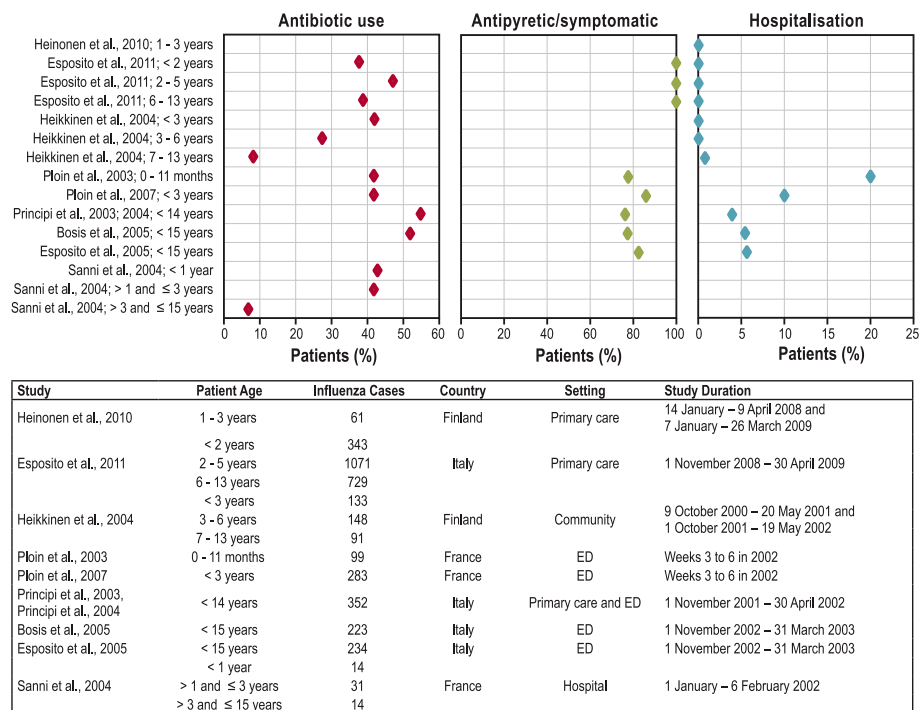 Antibiotic use Antipyretic/symptomatic Hospitalisation
Heinonen et al., 2010; 1 - 3 years
Esposito et al., 2011; < 2 years
Esposito et al., 2011; 2 - 5 years
Esposito et al., 2011; 6 - 13 years
Heikkinen et al., 2004; < 3 years
Heikkinen et al., 2004; 3 - 6 years
Heikkinen et al., 2004; 7 - 13 years
Ploin et al., 2003; 0 - 11 months
Ploin et al., 2007; < 3 years
Principi et al., 2003; 2004; < 14 years
Bosis et al., 2005; < 15 years
Esposito et al., 2005; < 15 years
Sanni et al., 2004; < 1 year
Sanni et al., 2004; > 1 and ≤ 3 years
Sanni et al., 2004; > 3 and ≤ 15 years
0 10 20 30 40 50 60 0 20 40 60 80 100 0 5 10 15 20 25
Patients (%) Patients (%) Patients (%)
Study Patient Age Influenza Cases Country Setting Study Duration
Heinonen et al., 2010 1 - 3 years 61 Finland Primary care 14 January – 9 April 2008 and
7 January – 26 March 2009
< 2 years 343
Esposito et al., 2011 2 - 5 years 1071 Italy Primary care 1 November 2008 – 30 April 2009
6 - 13 years 729
< 3 years 133
Heikkinen et al., 2004 3 - 6 years 148 Finland Community 9 October 2000 – 20 May 2001 and
1 October 2001 – 19 May 2002
7 - 13 years 91
Ploin et al., 2003 0 - 11 months 99 France ED Weeks 3 to 6 in 2002
Ploin et al., 2007 < 3 years 283 France ED Weeks 3 to 6 in 2002
Principi et al., 2003,
Principi et al., 2004 < 14 years 352 Italy Primary care and ED 1 November 2001 – 30 April 2002
Bosis et al., 2005 < 15 years 223 Italy ED 1 November 2002 – 31 March 2003
Esposito et al., 2005 < 15 years 234 Italy ED 1 November 2002 – 31 March 2003
< 1 year 14
Sanni et al., 2004 > 1 and ≤ 3 years 31 France Hospital 1 January – 6 February 2002
> 3 and ≤ 15 years 14